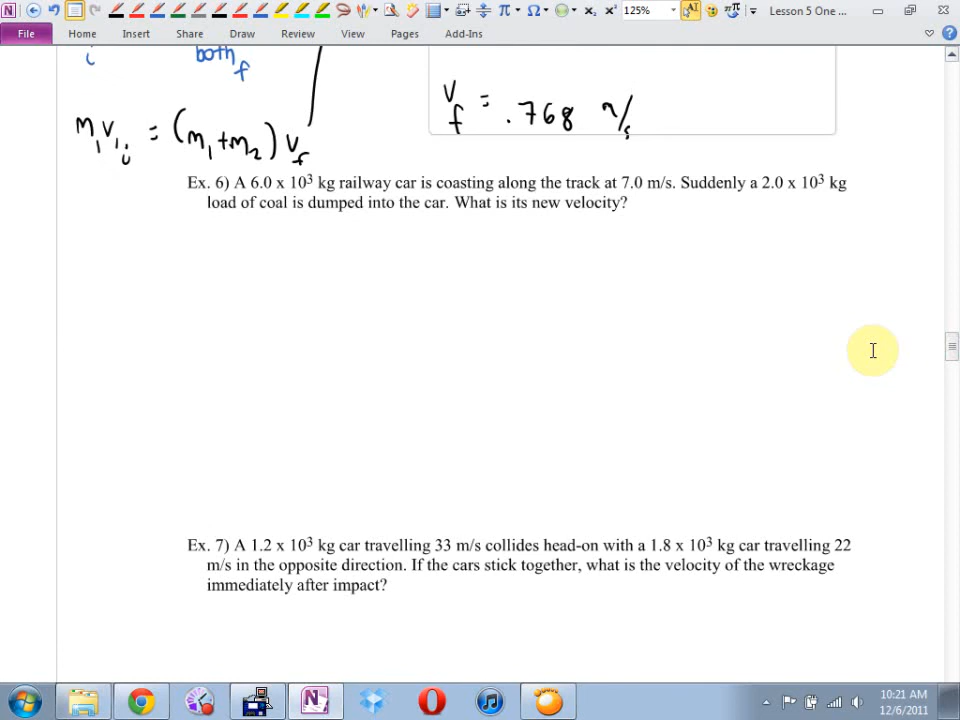 125%
Lesson 5 One ...
File Home Insert Share Draw Review View Pages Add-Ins
i both f
v f = .768 m/s
m₁v₁ᵢ = (m₁+m₂) v f
Ex. 6) A 6.0 x 10³ kg railway car is coasting along the track at 7.0 m/s. Suddenly a 2.0 x 10³ kg
load of coal is dumped into the car. What is its new velocity?
Ex. 7) A 1.2 x 10³ kg car travelling 33 m/s collides head-on with a 1.8 x 10³ kg car travelling 22
m/s in the opposite direction. If the cars stick together, what is the velocity of the wreckage
immediately after impact?
10:21 AM
12/6/2011